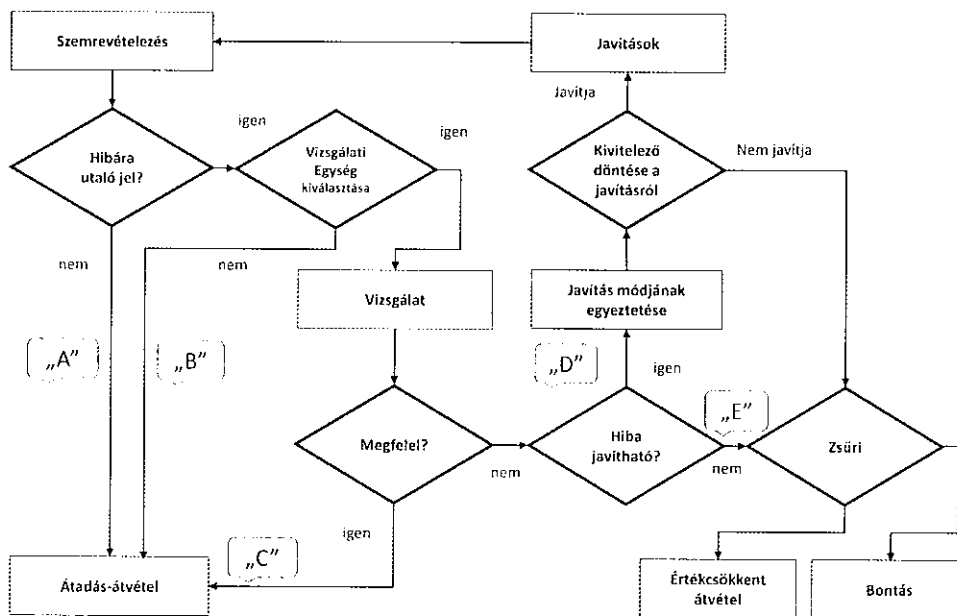 Szemrevételezés
Javítások
Javítja
igen
igen
Hibára
utaló jel?
Vizsgálati
Egység
kiválasztása
Kivitelező
döntése a
javításról
Nem javítja
nem
nem
Vizsgálat
Javítás módjának
egyeztetése
„A”
„B”
„D”
igen
„E”
Megfelel?
nem
Hiba
javítható?
nem
Zsűri
igen
„C”
Átadás-átvétel
Értékcsökkent
átvétel
Bontás